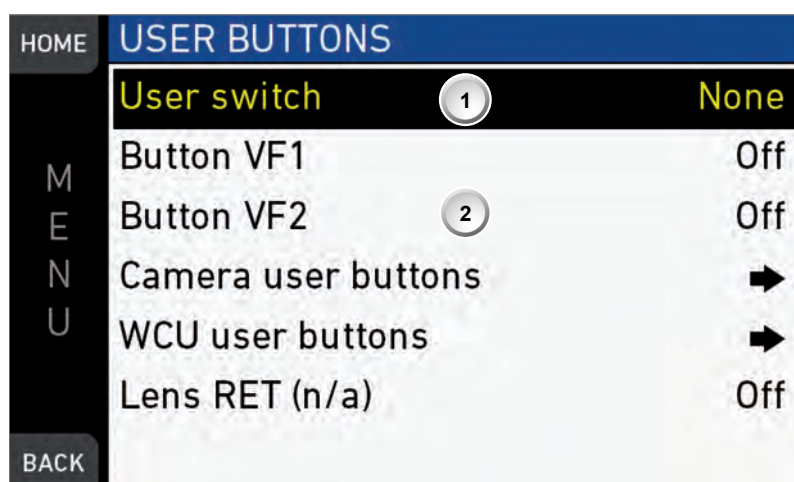 HOME
USER BUTTONS
User switch 1 None
Button VF1 Off
Button VF2 2 Off
Camera user buttons
WCU user buttons
Lens RET (n/a) Off
MENU
BACK